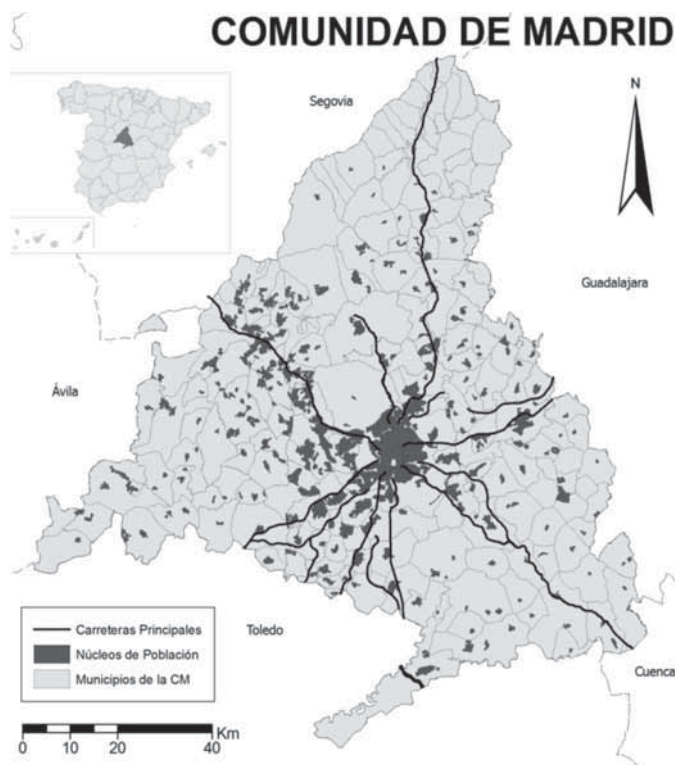 COMUNIDAD DE MADRID
Segovia
N
Guadalajara
Ávila
Carreteras Principales
Núcleos de Población
Municipios de la CM
Toledo
Cuenca
0 10 20 40 Km